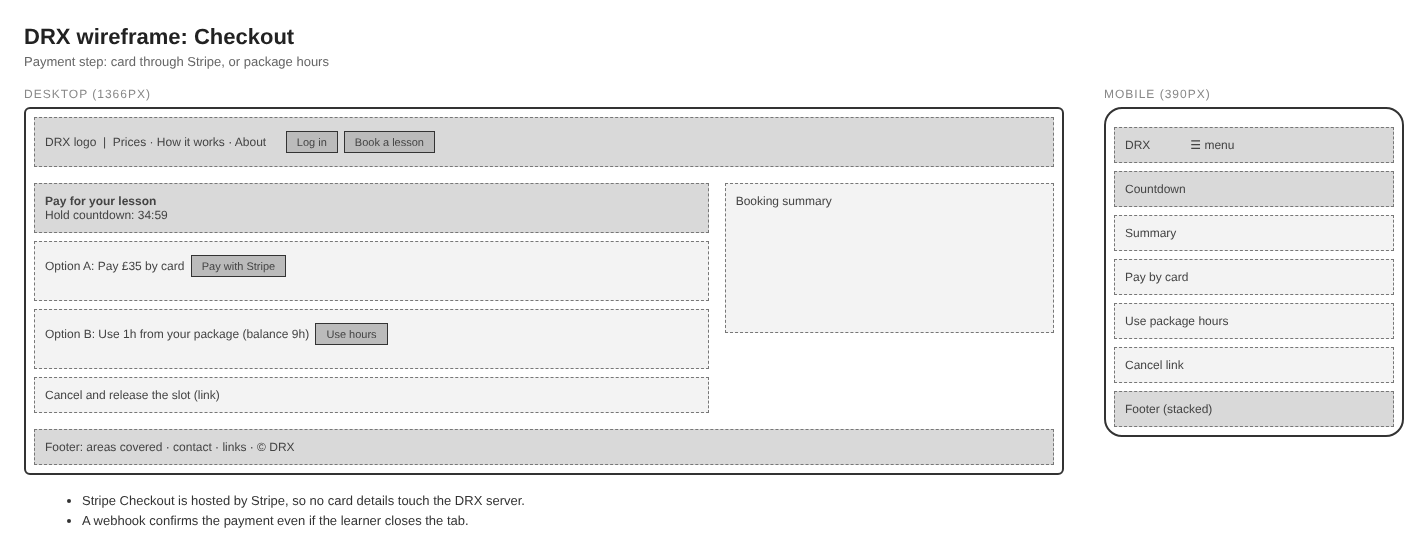 DRX wireframe: Checkout
Payment step: card through Stripe, or package hours
DESKTOP (1366PX)
DRX logo | Prices · How it works · About Log in Book a lesson
Pay for your lesson
Hold countdown: 34:59
Option A: Pay £35 by card Pay with Stripe
Option B: Use 1h from your package (balance 9h) Use hours
Cancel and release the slot (link)
Booking summary
Footer: areas covered · contact · links · © DRX
MOBILE (390PX)
DRX ☰ menu
Countdown
Summary
Pay by card
Use package hours
Cancel link
Footer (stacked)
• Stripe Checkout is hosted by Stripe, so no card details touch the DRX server.
• A webhook confirms the payment even if the learner closes the tab.